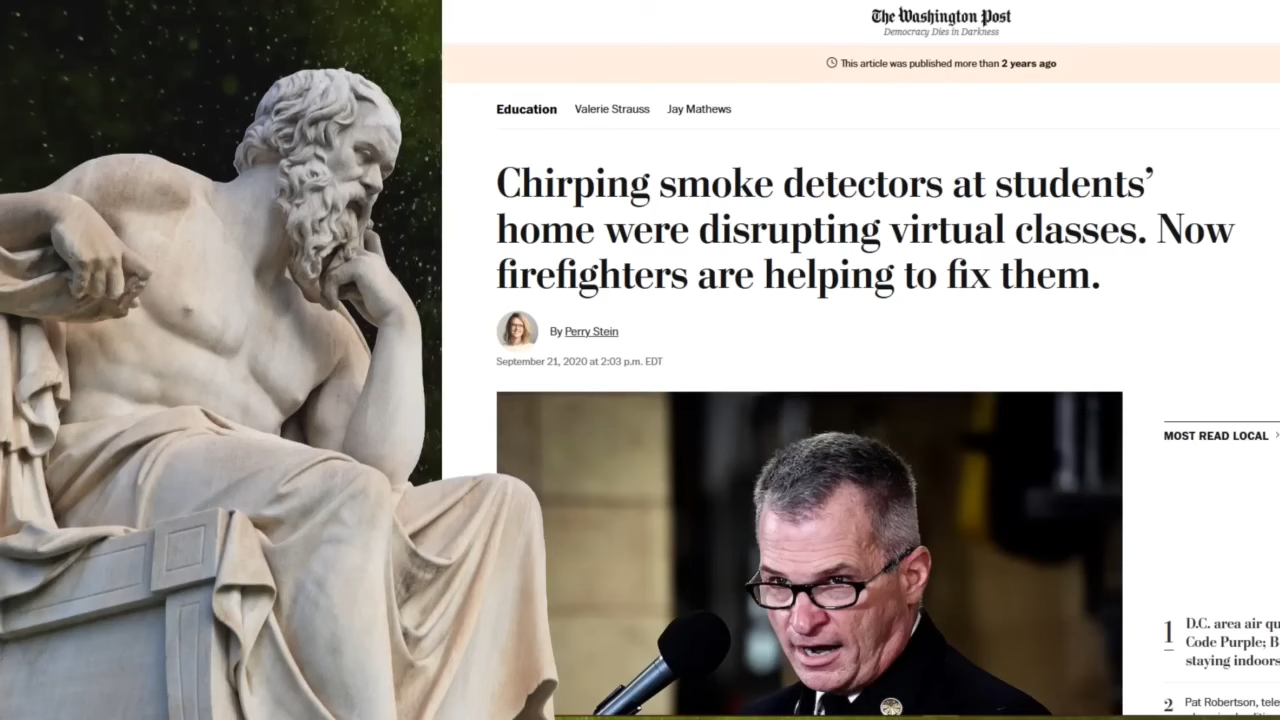 The Washington Post
Democracy Dies in Darkness
This article was published more than 2 years ago
Education Valerie Strauss Jay Mathews
Chirping smoke detectors at students’
home were disrupting virtual classes. Now
firefighters are helping to fix them.
By Perry Stein
September 21, 2020 at 2:03 p.m. EDT
MOST READ LOCAL
1
D.C. area air qu
Code Purple; B
staying indoors
2
Pat Robertson, tele